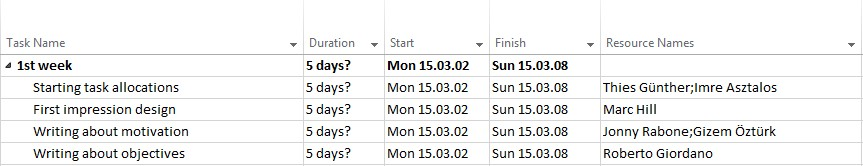 Task Name Duration Start Finish Resource Names
1st week 5 days? Mon 15.03.02 Sun 15.03.08
Starting task allocations 5 days? Mon 15.03.02 Sun 15.03.08 Thies Günther;Imre Asztalos
First impression design 5 days? Mon 15.03.02 Sun 15.03.08 Marc Hill
Writing about motivation 5 days? Mon 15.03.02 Sun 15.03.08 Jonny Rabone;Gizem Öztürk
Writing about objectives 5 days? Mon 15.03.02 Sun 15.03.08 Roberto Giordano